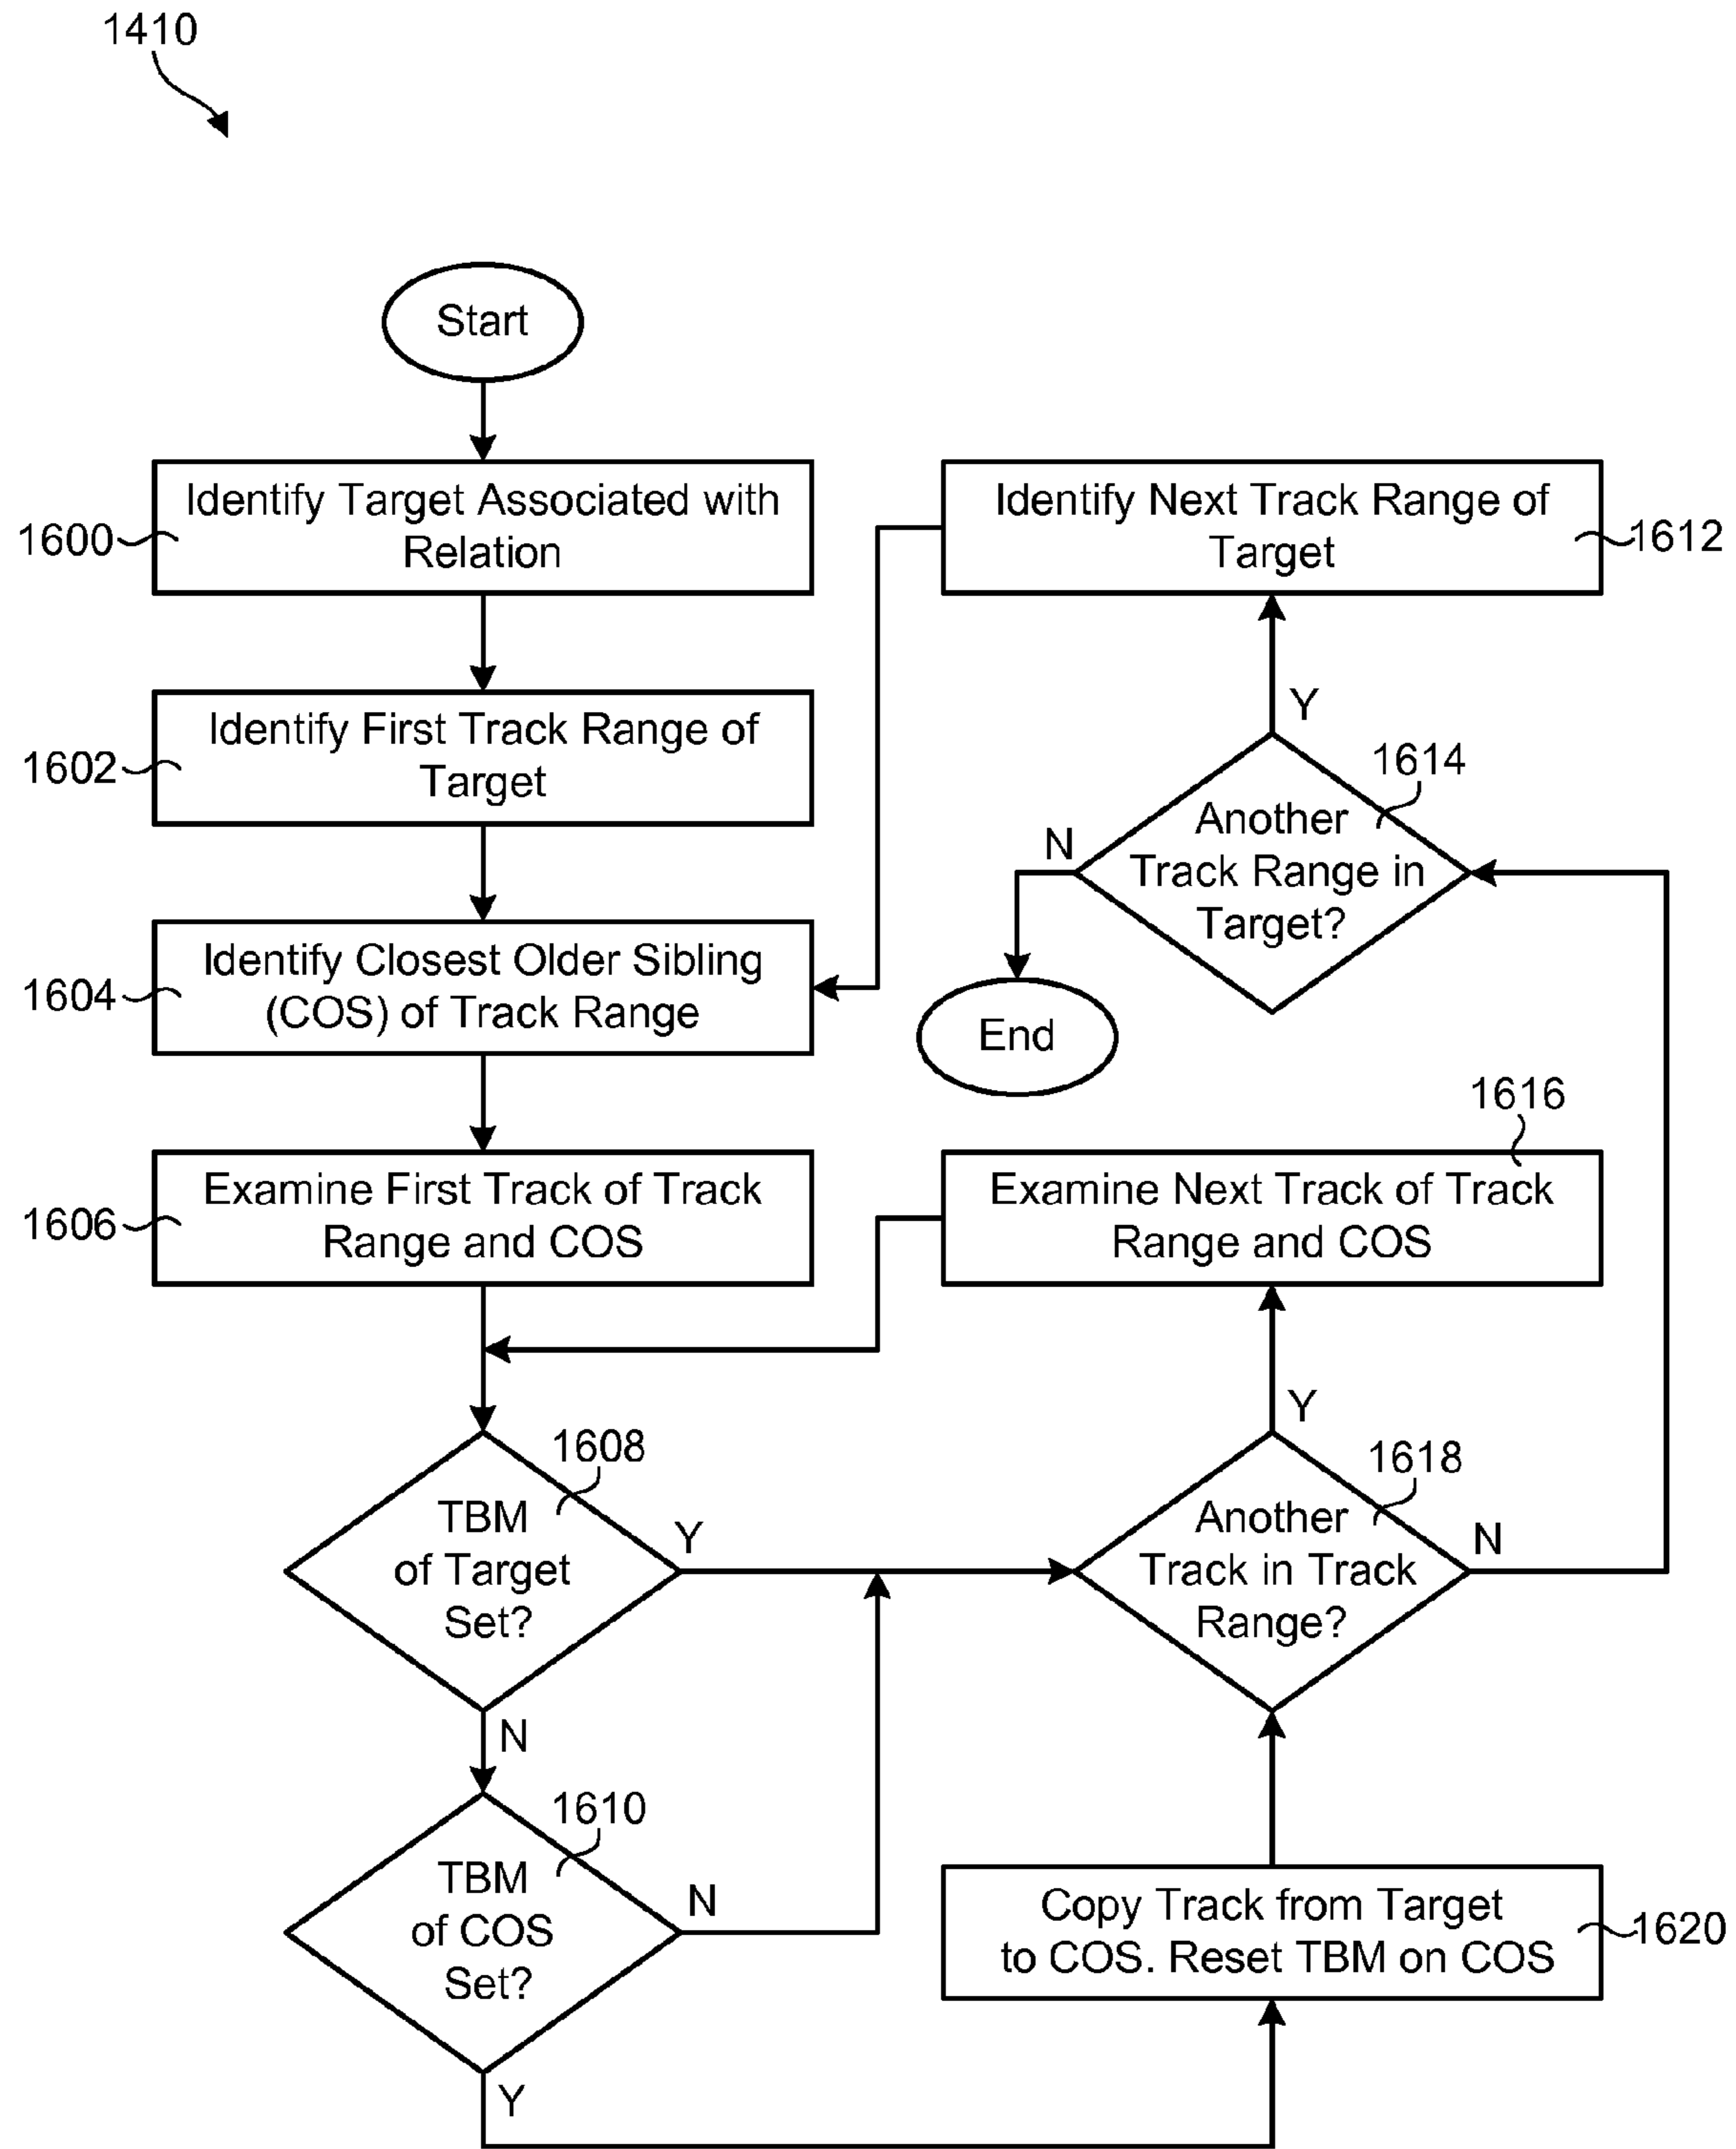 1410
Start
Identify Target Associated with
Relation
1600
Identify First Track Range of
Target
1602
Identify Closest Older Sibling
(COS) of Track Range
1604
Examine First Track of Track
Range and COS
1606
1608
TBM
of Target
Set?
Y
N
1610
TBM
of COS
Set?
N
Y
Identify Next Track Range of
Target
1612
Y
1614
Another
Track Range in
Target?
N
End
1616
Examine Next Track of Track
Range and COS
Y
1618
Another
Track in Track
Range?
N
Copy Track from Target
to COS. Reset TBM on COS
1620